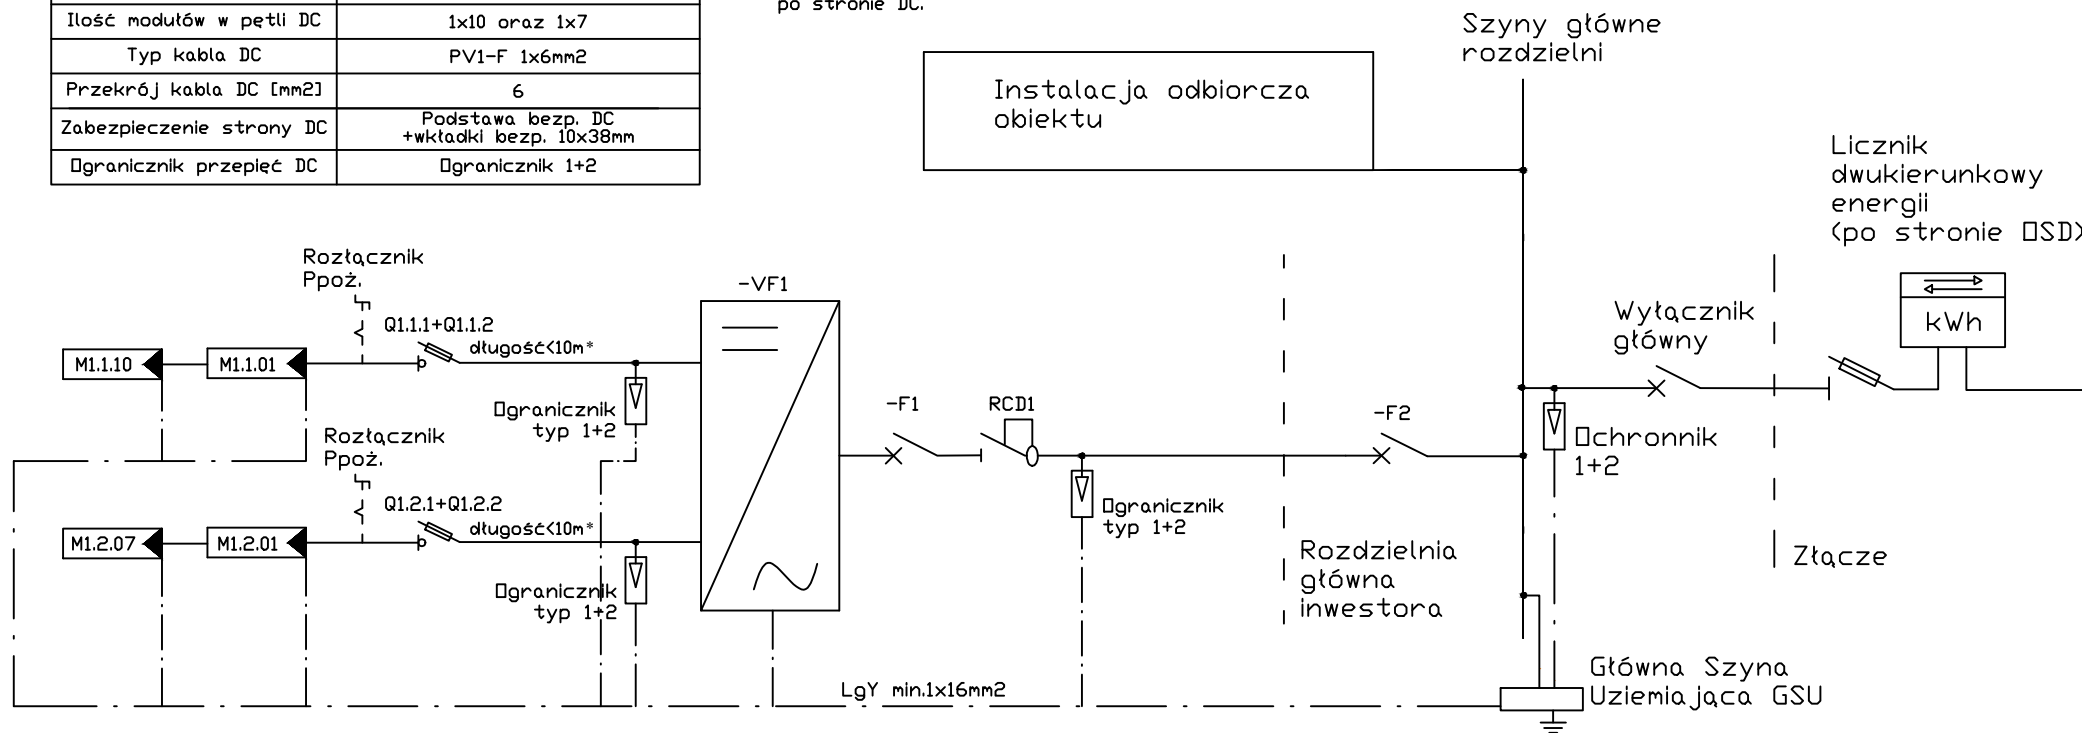 po stronie DC.
Ilość modułów w pętli DC
1x10 oraz 1x7
Typ kabla DC
PV1-F 1x6mm2
Przekrój kabla DC [mm2]
6
Zabezpieczenie strony DC
Podstawa bezp. DC
+wkładki bezp. 10x38mm
Ogranicznik przepięć DC
Ogranicznik 1+2
Szyny główne
rozdzielni
Instalacja odbiorcza
obiektu
Licznik
dwukierunkowy
energii
(po stronie OSD)
Rozłącznik
Ppoż.
-VF1
Q1.1.1+Q1.1.2
długość<10m*
M1.1.10
M1.1.01
Ogranicznik
typ 1+2
Rozłącznik
Ppoż.
Q1.2.1+Q1.2.2
długość<10m*
M1.2.07
M1.2.01
Ogranicznik
typ 1+2
-F1
RCD1
Ogranicznik
typ 1+2
-F2
Wyłącznik
główny
kWh
Ochronnik
1+2
Rozdzielnia
główna
inwestora
Złącze
LgY min.1x16mm2
Główna Szyna
Uziemiająca GSU